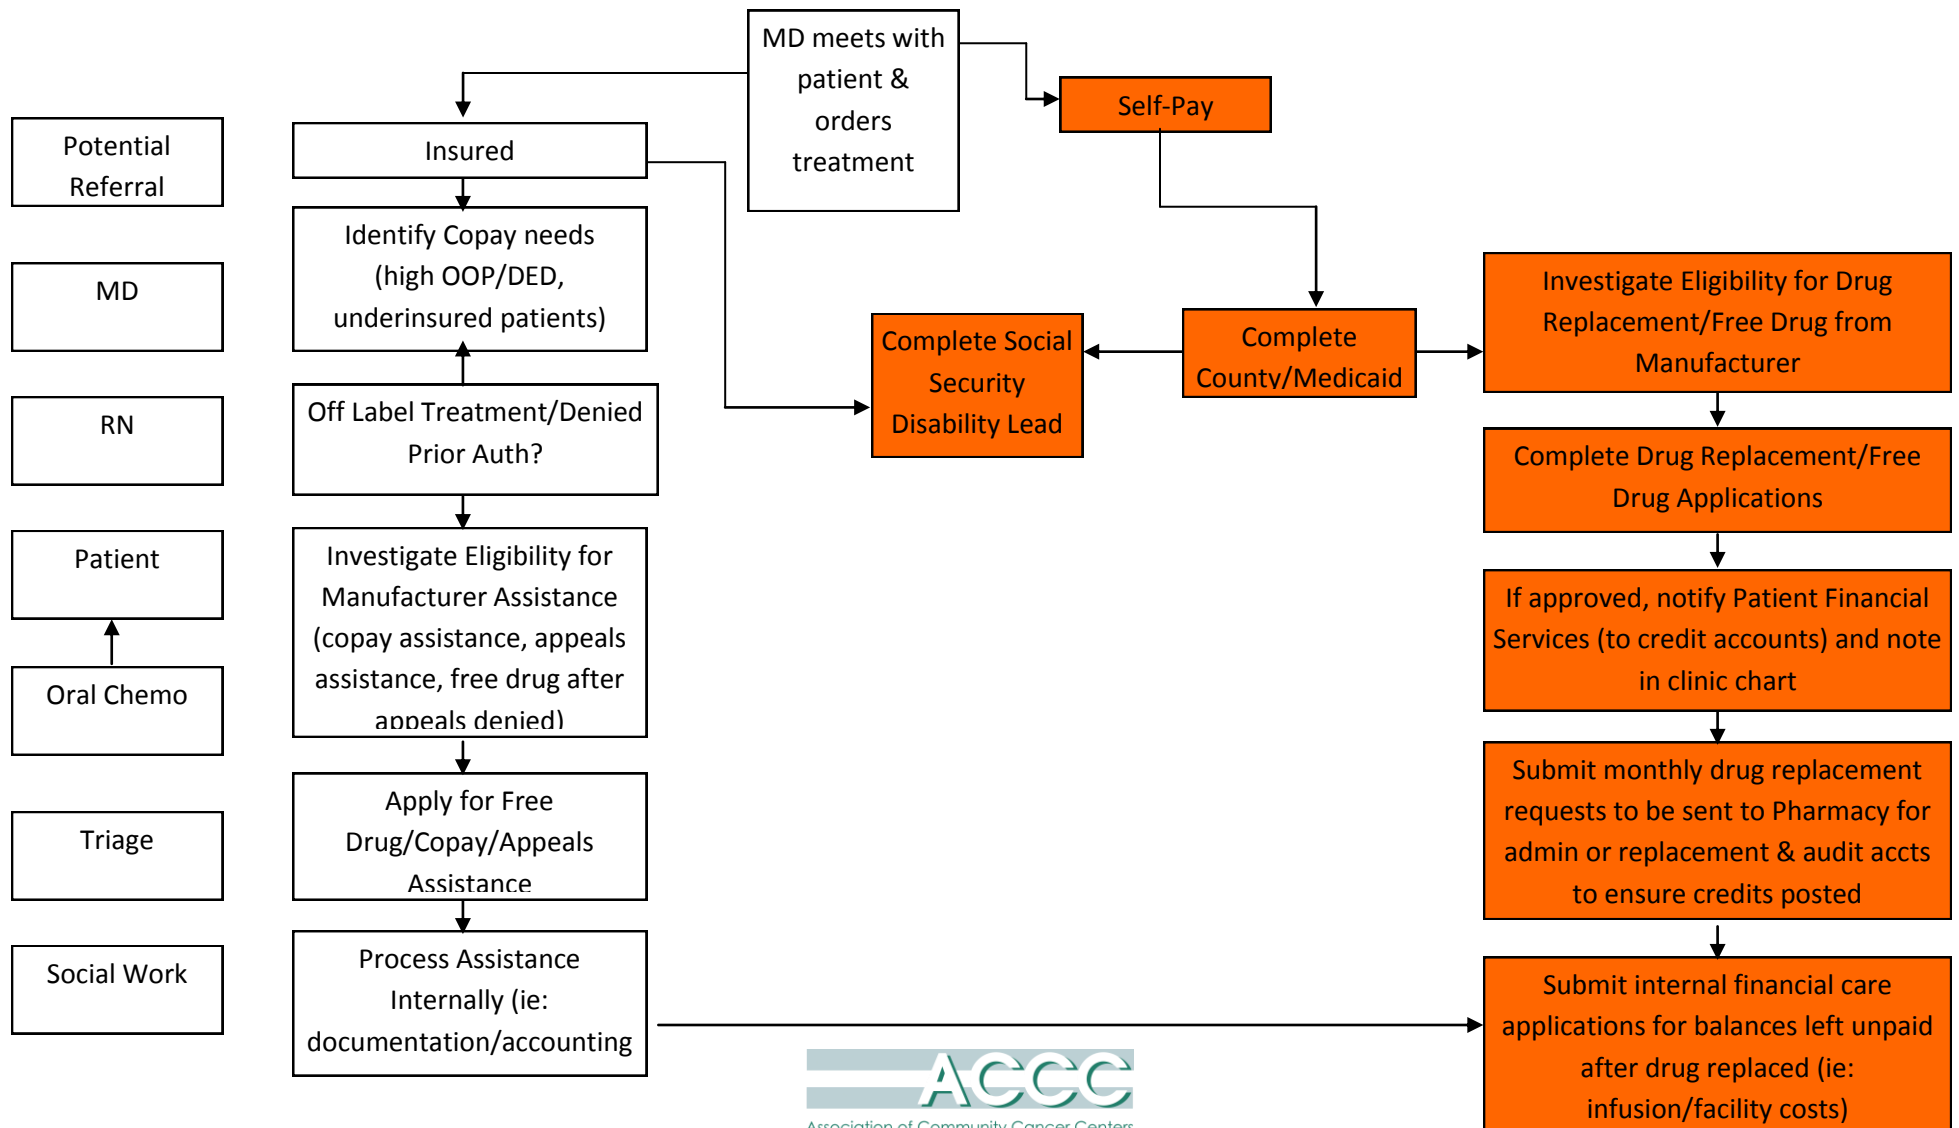 MD meets with
patient &
orders
treatment
Self-Pay
Potential
Referral
MD
RN
Patient
Oral Chemo
Triage
Social Work
Insured
Identify Copay needs
(high OOP/DED,
underinsured patients)
Off Label Treatment/Denied
Prior Auth?
Investigate Eligibility for
Manufacturer Assistance
(copay assistance, appeals
assistance, free drug after
appeals denied)
Apply for Free
Drug/Copay/Appeals
Assistance
Process Assistance
Internally (ie:
documentation/accounting
Complete Social
Security
Disability Lead
Complete
County/Medicaid
Investigate Eligibility for Drug
Replacement/Free Drug from
Manufacturer
Complete Drug Replacement/Free
Drug Applications
If approved, notify Patient Financial
Services (to credit accounts) and note
in clinic chart
Submit monthly drug replacement
requests to be sent to Pharmacy for
admin or replacement & audit accts
to ensure credits posted
Submit internal financial care
applications for balances left unpaid
after drug replaced (ie:
infusion/facility costs)
ACCC
Association of Community Cancer Centers